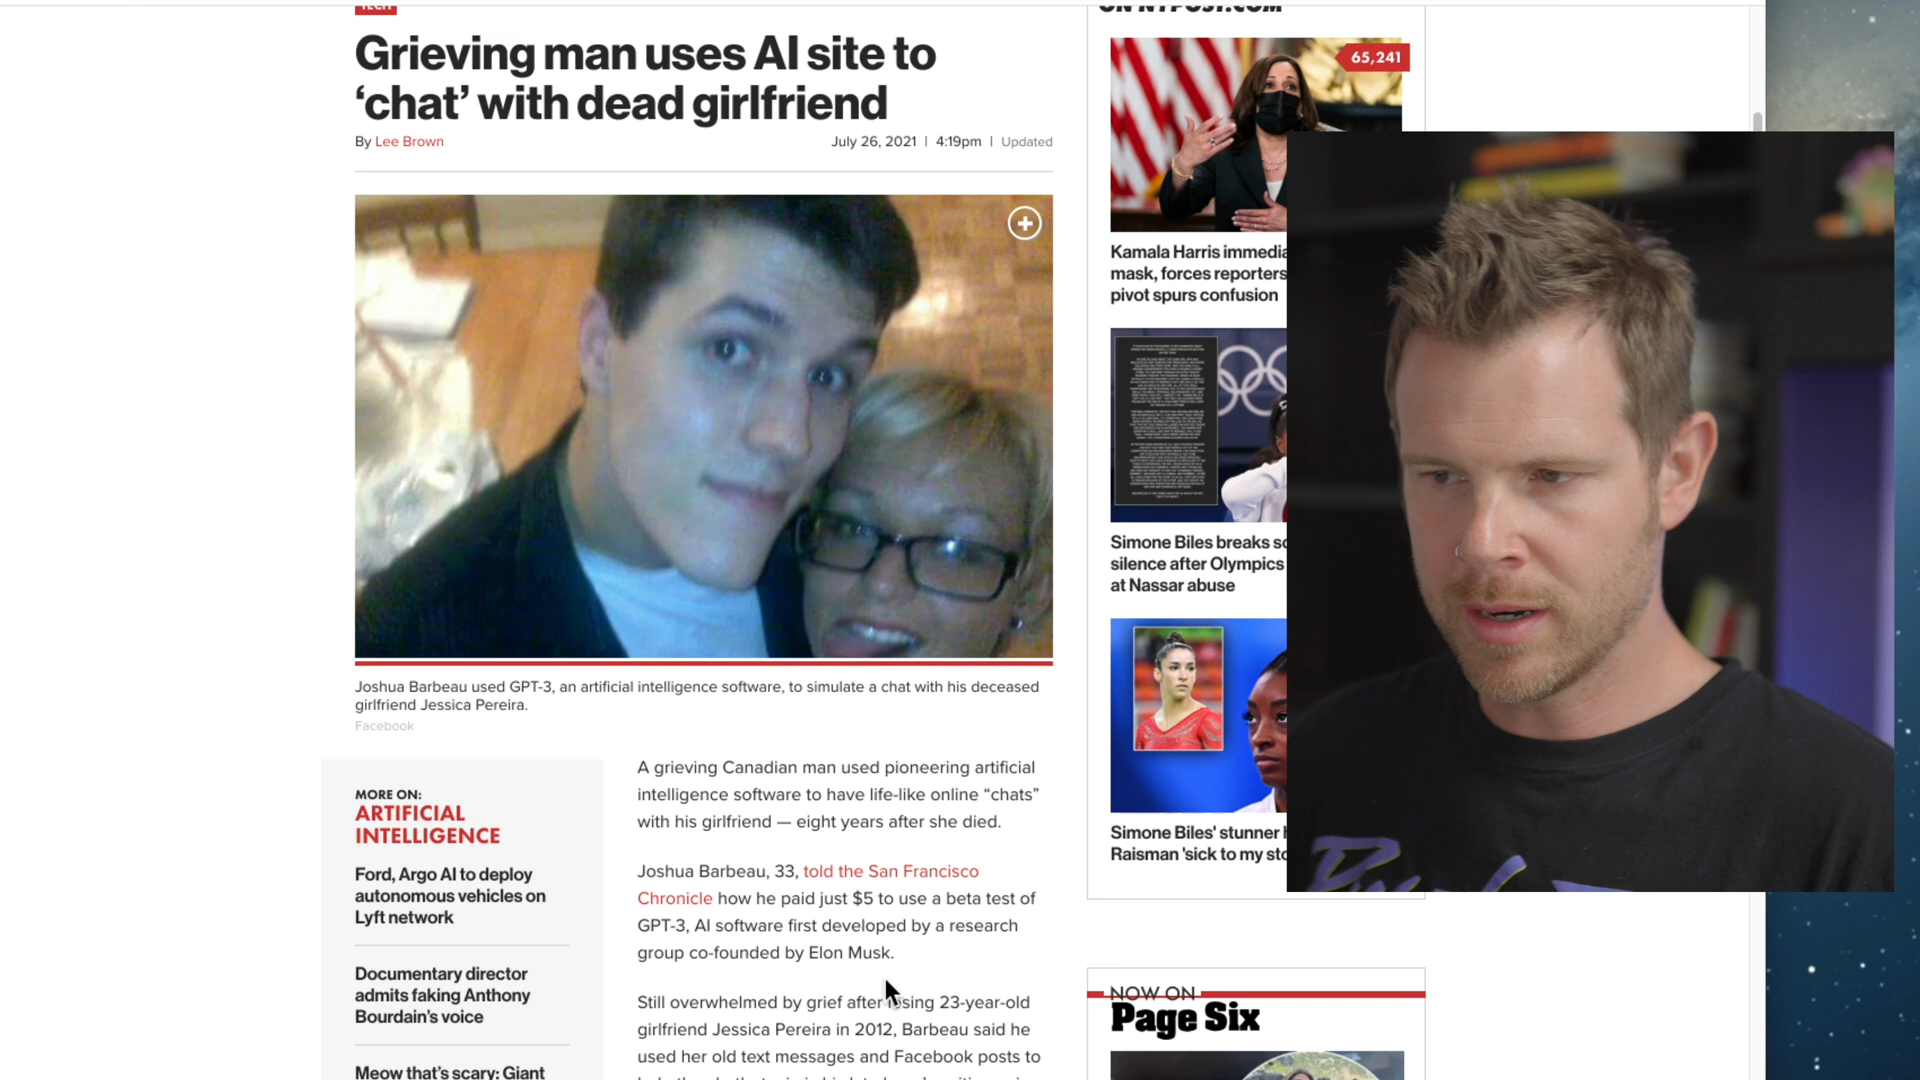 TECH
Grieving man uses AI site to
‘chat’ with dead girlfriend
By Lee Brown
July 26, 2021 | 4:19pm | Updated
Joshua Barbeau used GPT-3, an artificial intelligence software, to simulate a chat with his deceased
girlfriend Jessica Pereira.
Facebook
MORE ON:
ARTIFICIAL
INTELLIGENCE
Ford, Argo AI to deploy
autonomous vehicles on
Lyft network
Documentary director
admits faking Anthony
Bourdain’s voice
Meow that’s scary: Giant
A grieving Canadian man used pioneering artificial
intelligence software to have life-like online “chats”
with his girlfriend — eight years after she died.
Joshua Barbeau, 33, told the San Francisco
Chronicle how he paid just $5 to use a beta test of
GPT-3, AI software first developed by a research
group co-founded by Elon Musk.
Still overwhelmed by grief after losing 23-year-old
girlfriend Jessica Pereira in 2012, Barbeau said he
used her old text messages and Facebook posts to
ON NYPOST.COM
65,241
Kamala Harris
mask, forces reporters
pivot spurs confusion
Simone Biles breaks
silence after Olympics
at Nassar abuse
Simone Biles' stunner
Raisman 'sick to my
NOW ON
Page Six